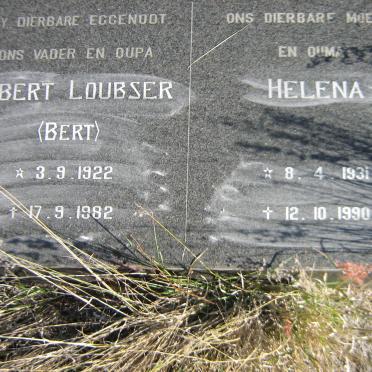 Y DIERBARE EGGENOOT
ONS VADER EN OUPA
BERT LOUBSER
(BERT)
☆ 3.9.1922
† 17.9.1982
ONS DIERBARE MOE
EN OUMA
HELENA
☆ 8.4.1931
† 12.10.1990